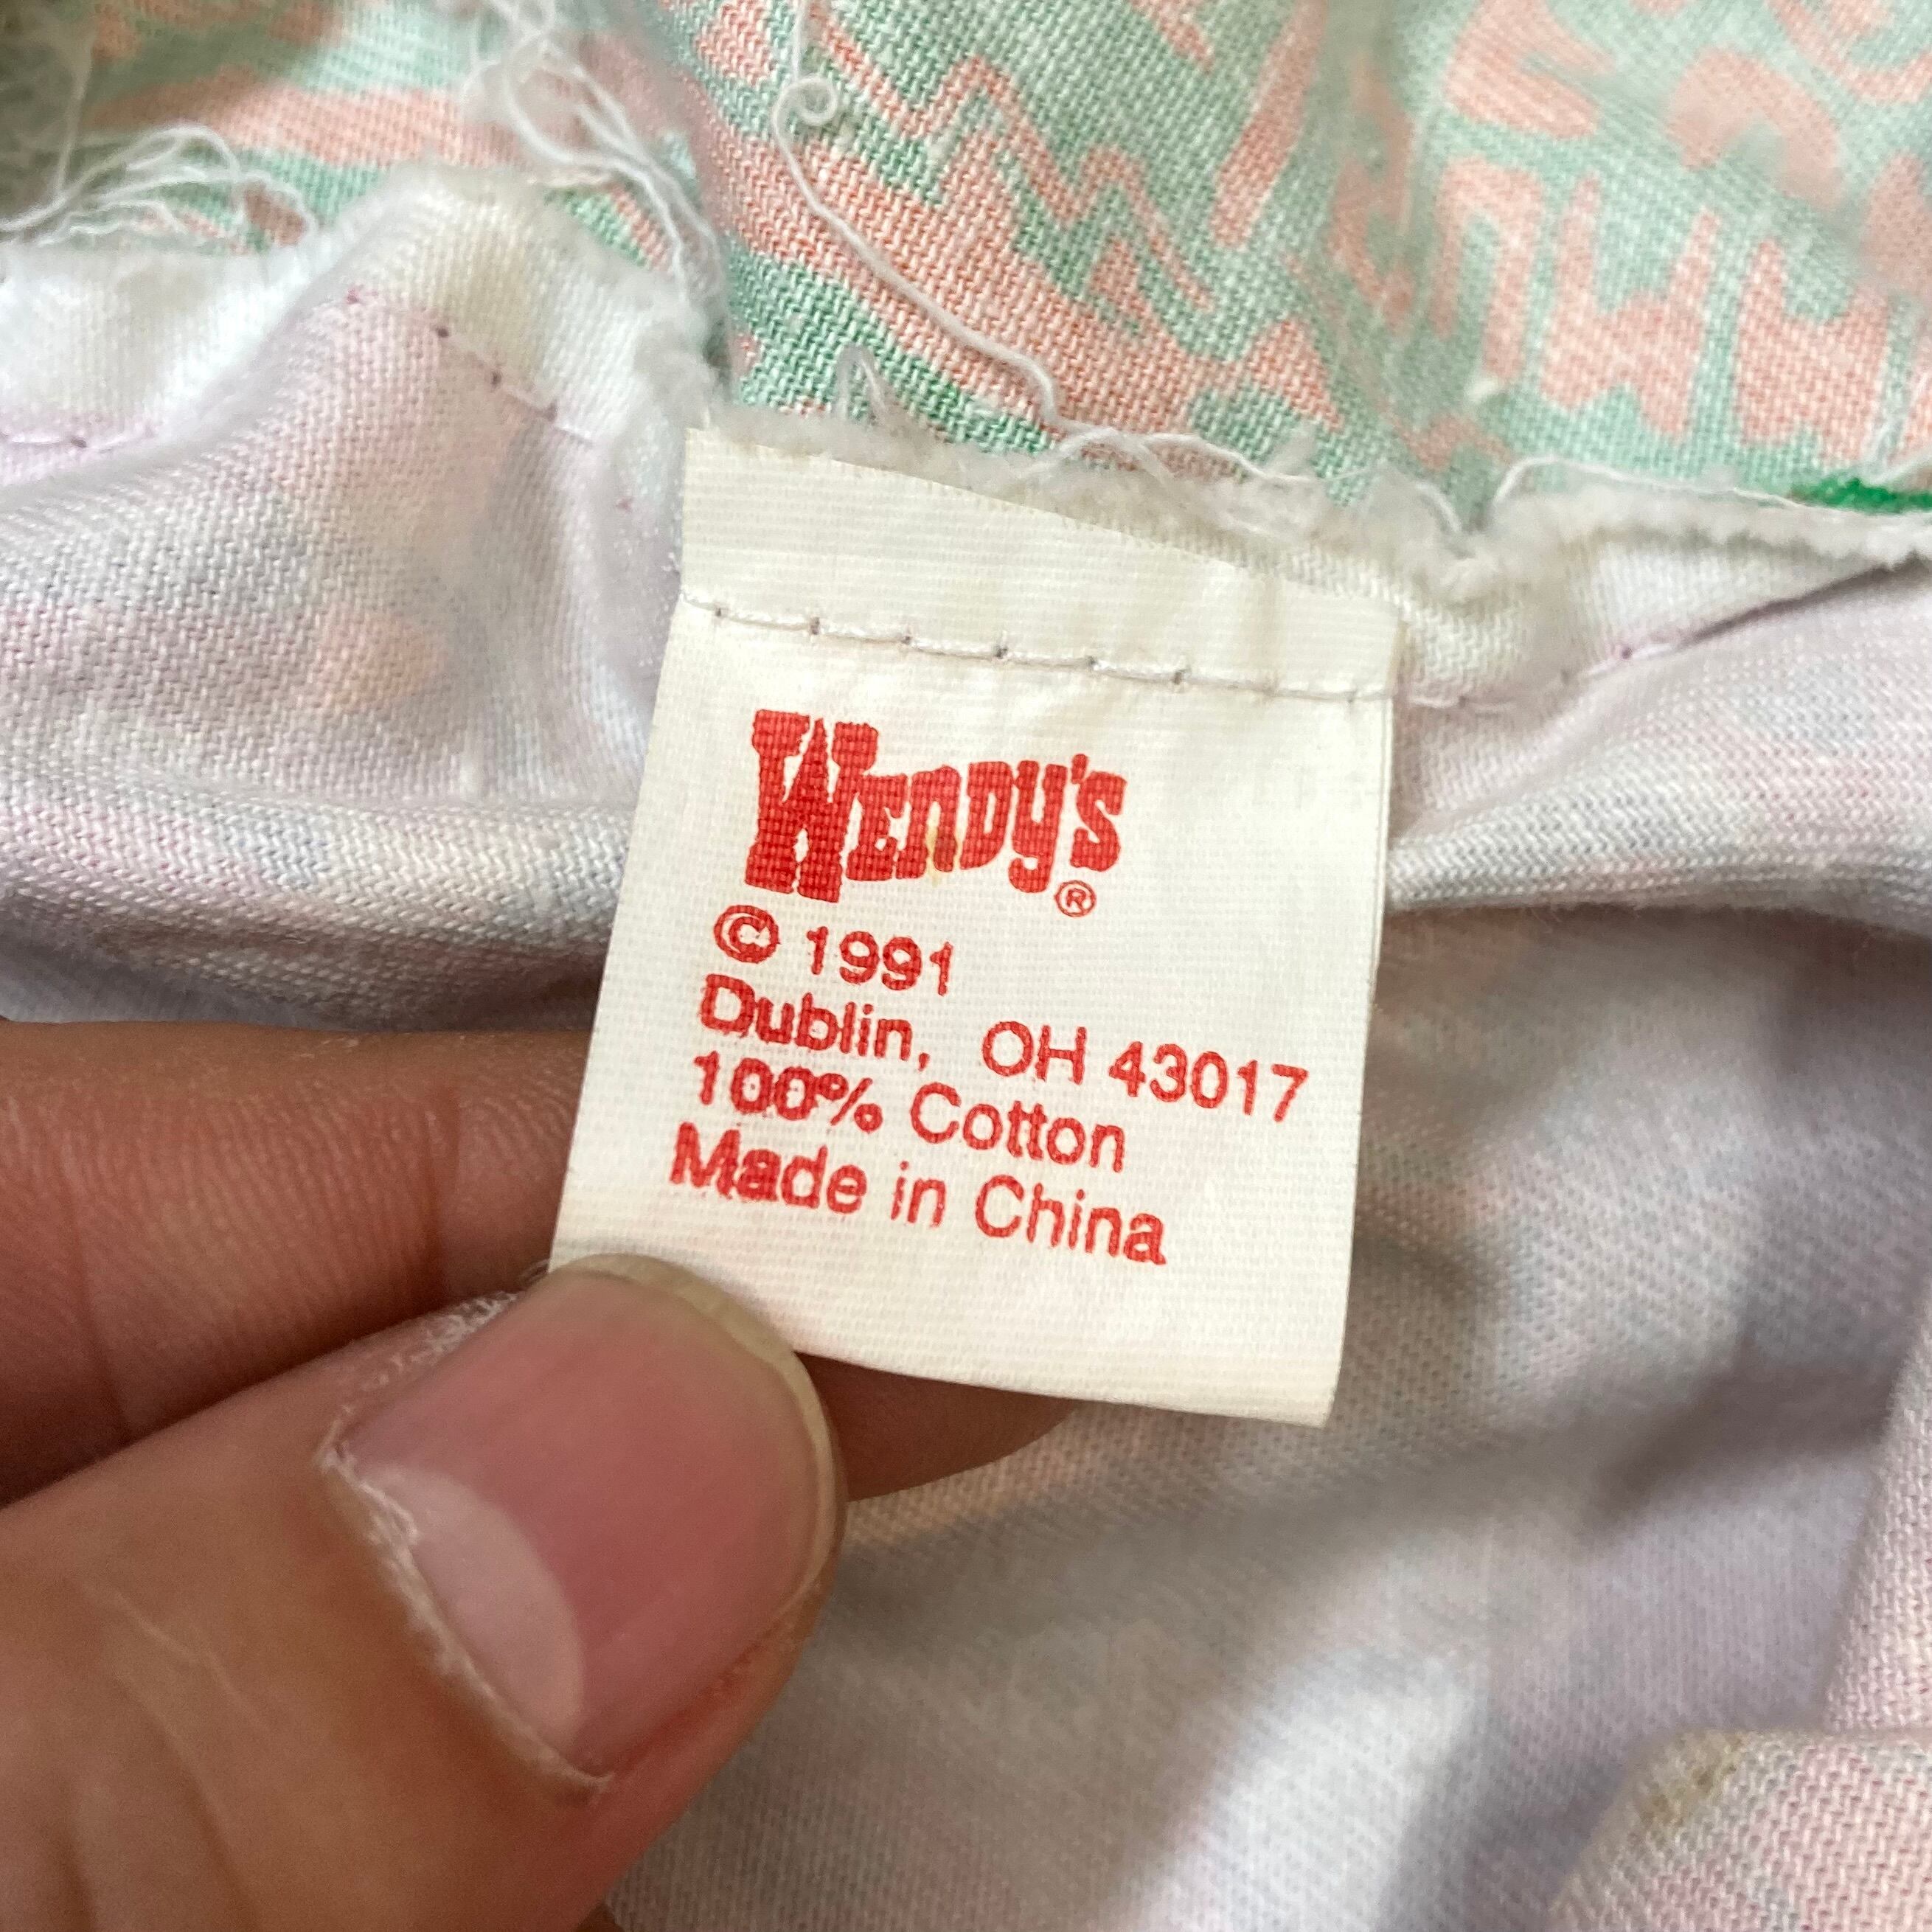 Wendy's®
© 1991
Dublin, OH 43017
100% Cotton
Made in China